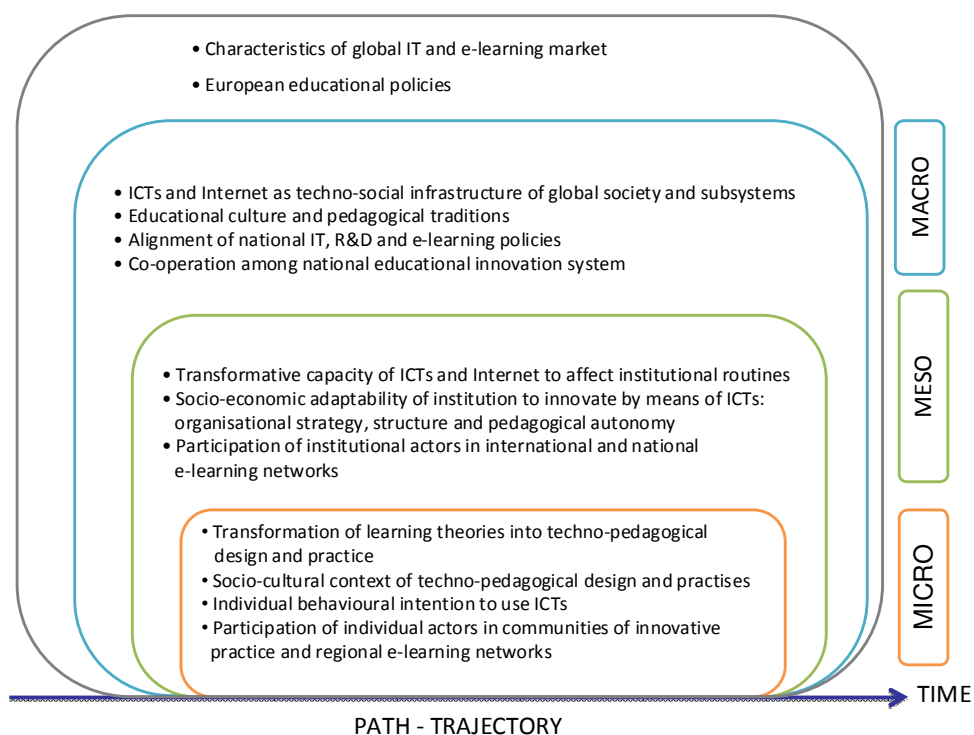 • Characteristics of global IT and e-learning market
• European educational policies
• ICTs and Internet as techno-social infrastructure of global society and subsystems
• Educational culture and pedagogical traditions
• Alignment of national IT, R&D and e-learning policies
• Co-operation among national educational innovation system
MACRO
• Transformative capacity of ICTs and Internet to affect institutional routines
• Socio-economic adaptability of institution to innovate by means of ICTs:
organisational strategy, structure and pedagogical autonomy
• Participation of institutional actors in international and national
e-learning networks
MESO
• Transformation of learning theories into techno-pedagogical
design and practice
• Socio-cultural context of techno-pedagogical design and practises
• Individual behavioural intention to use ICTs
• Participation of individual actors in communities of innovative
practice and regional e-learning networks
MICRO
TIME
PATH - TRAJECTORY